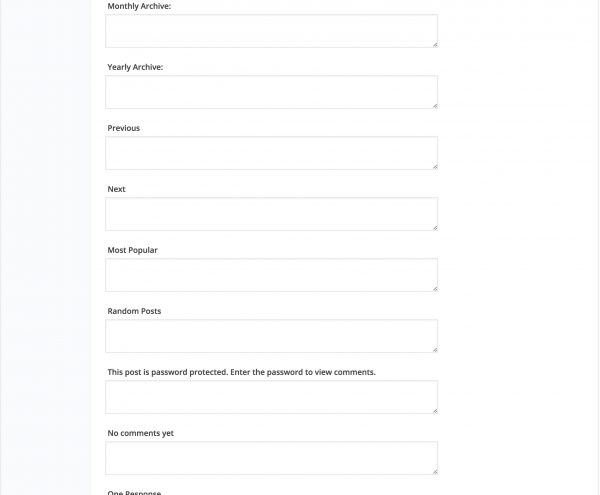 Monthly Archive:
Yearly Archive:
Previous
Next
Most Popular
Random Posts
This post is password protected. Enter the password to view comments.
No comments yet
One Response